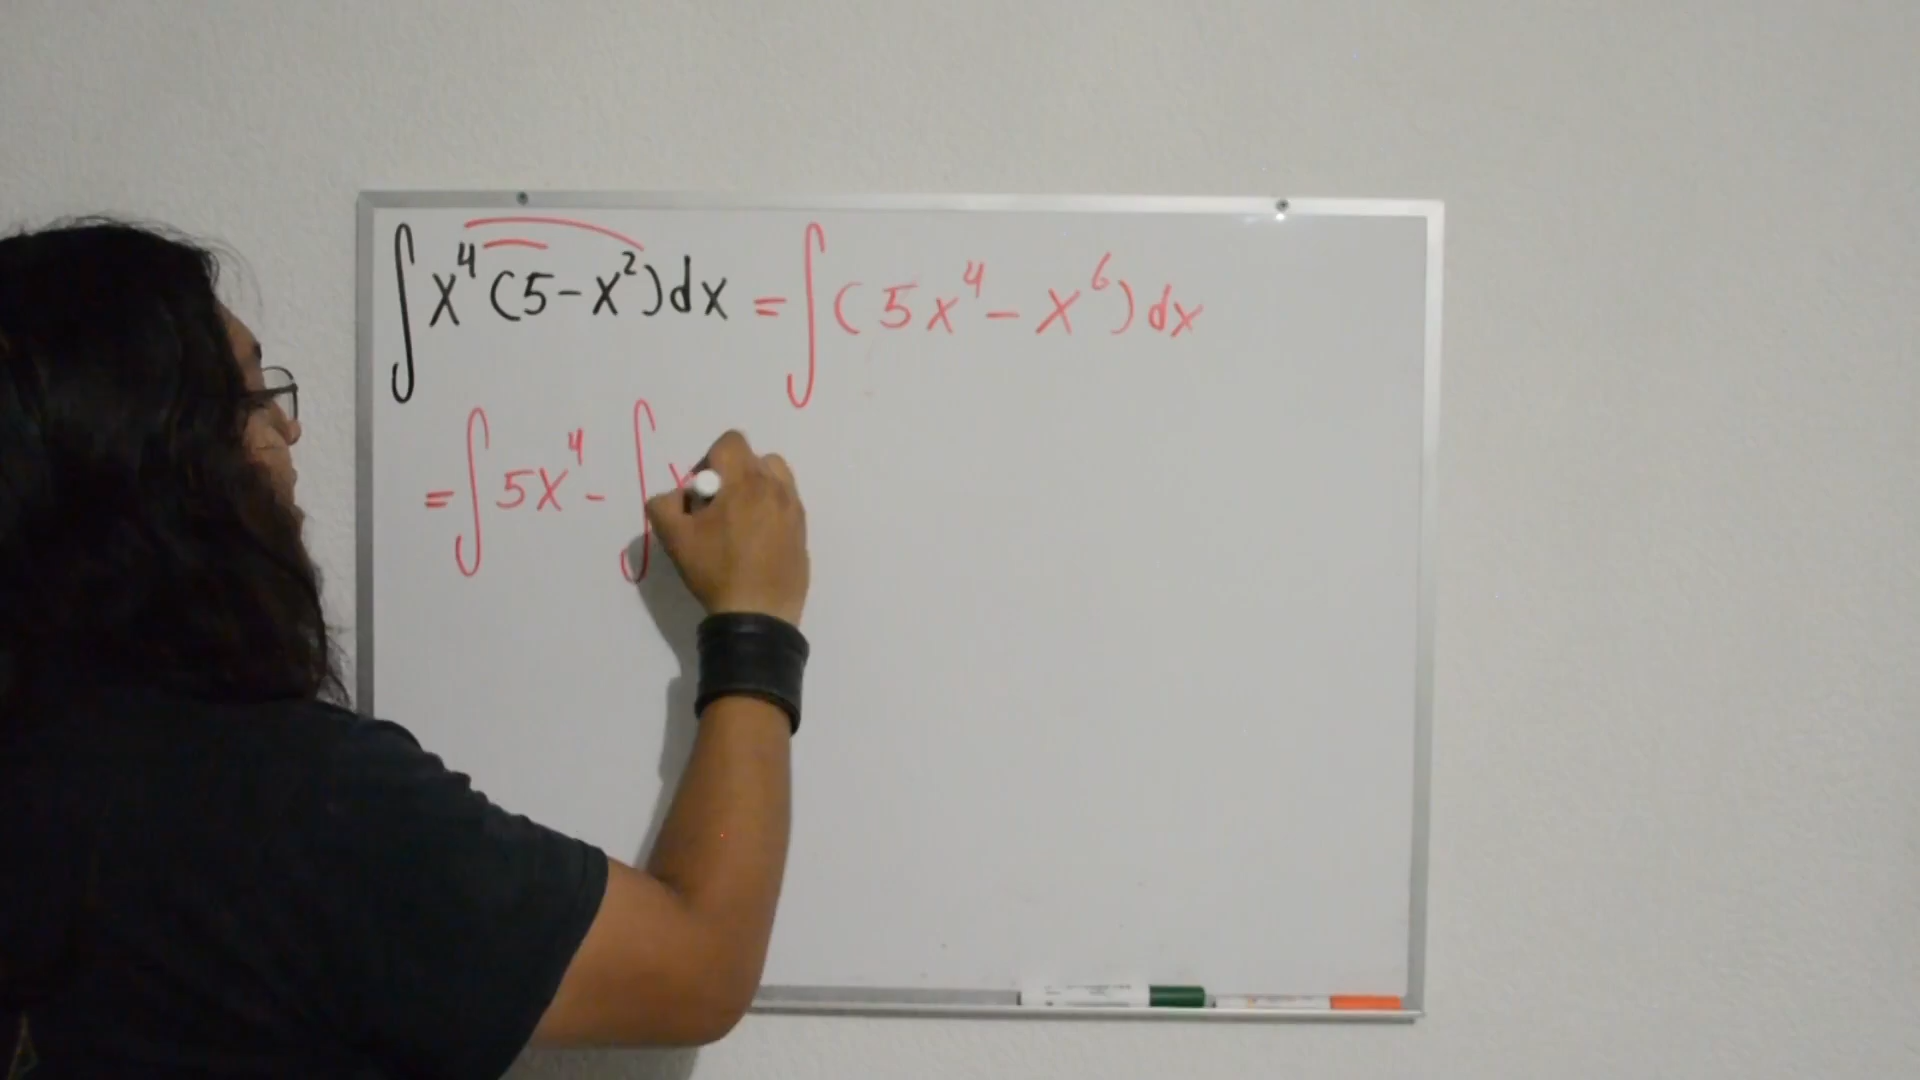 ∫x⁴(5-x²)dx = ∫(5x⁴ - x⁶)dx
= ∫5x⁴ - ∫x